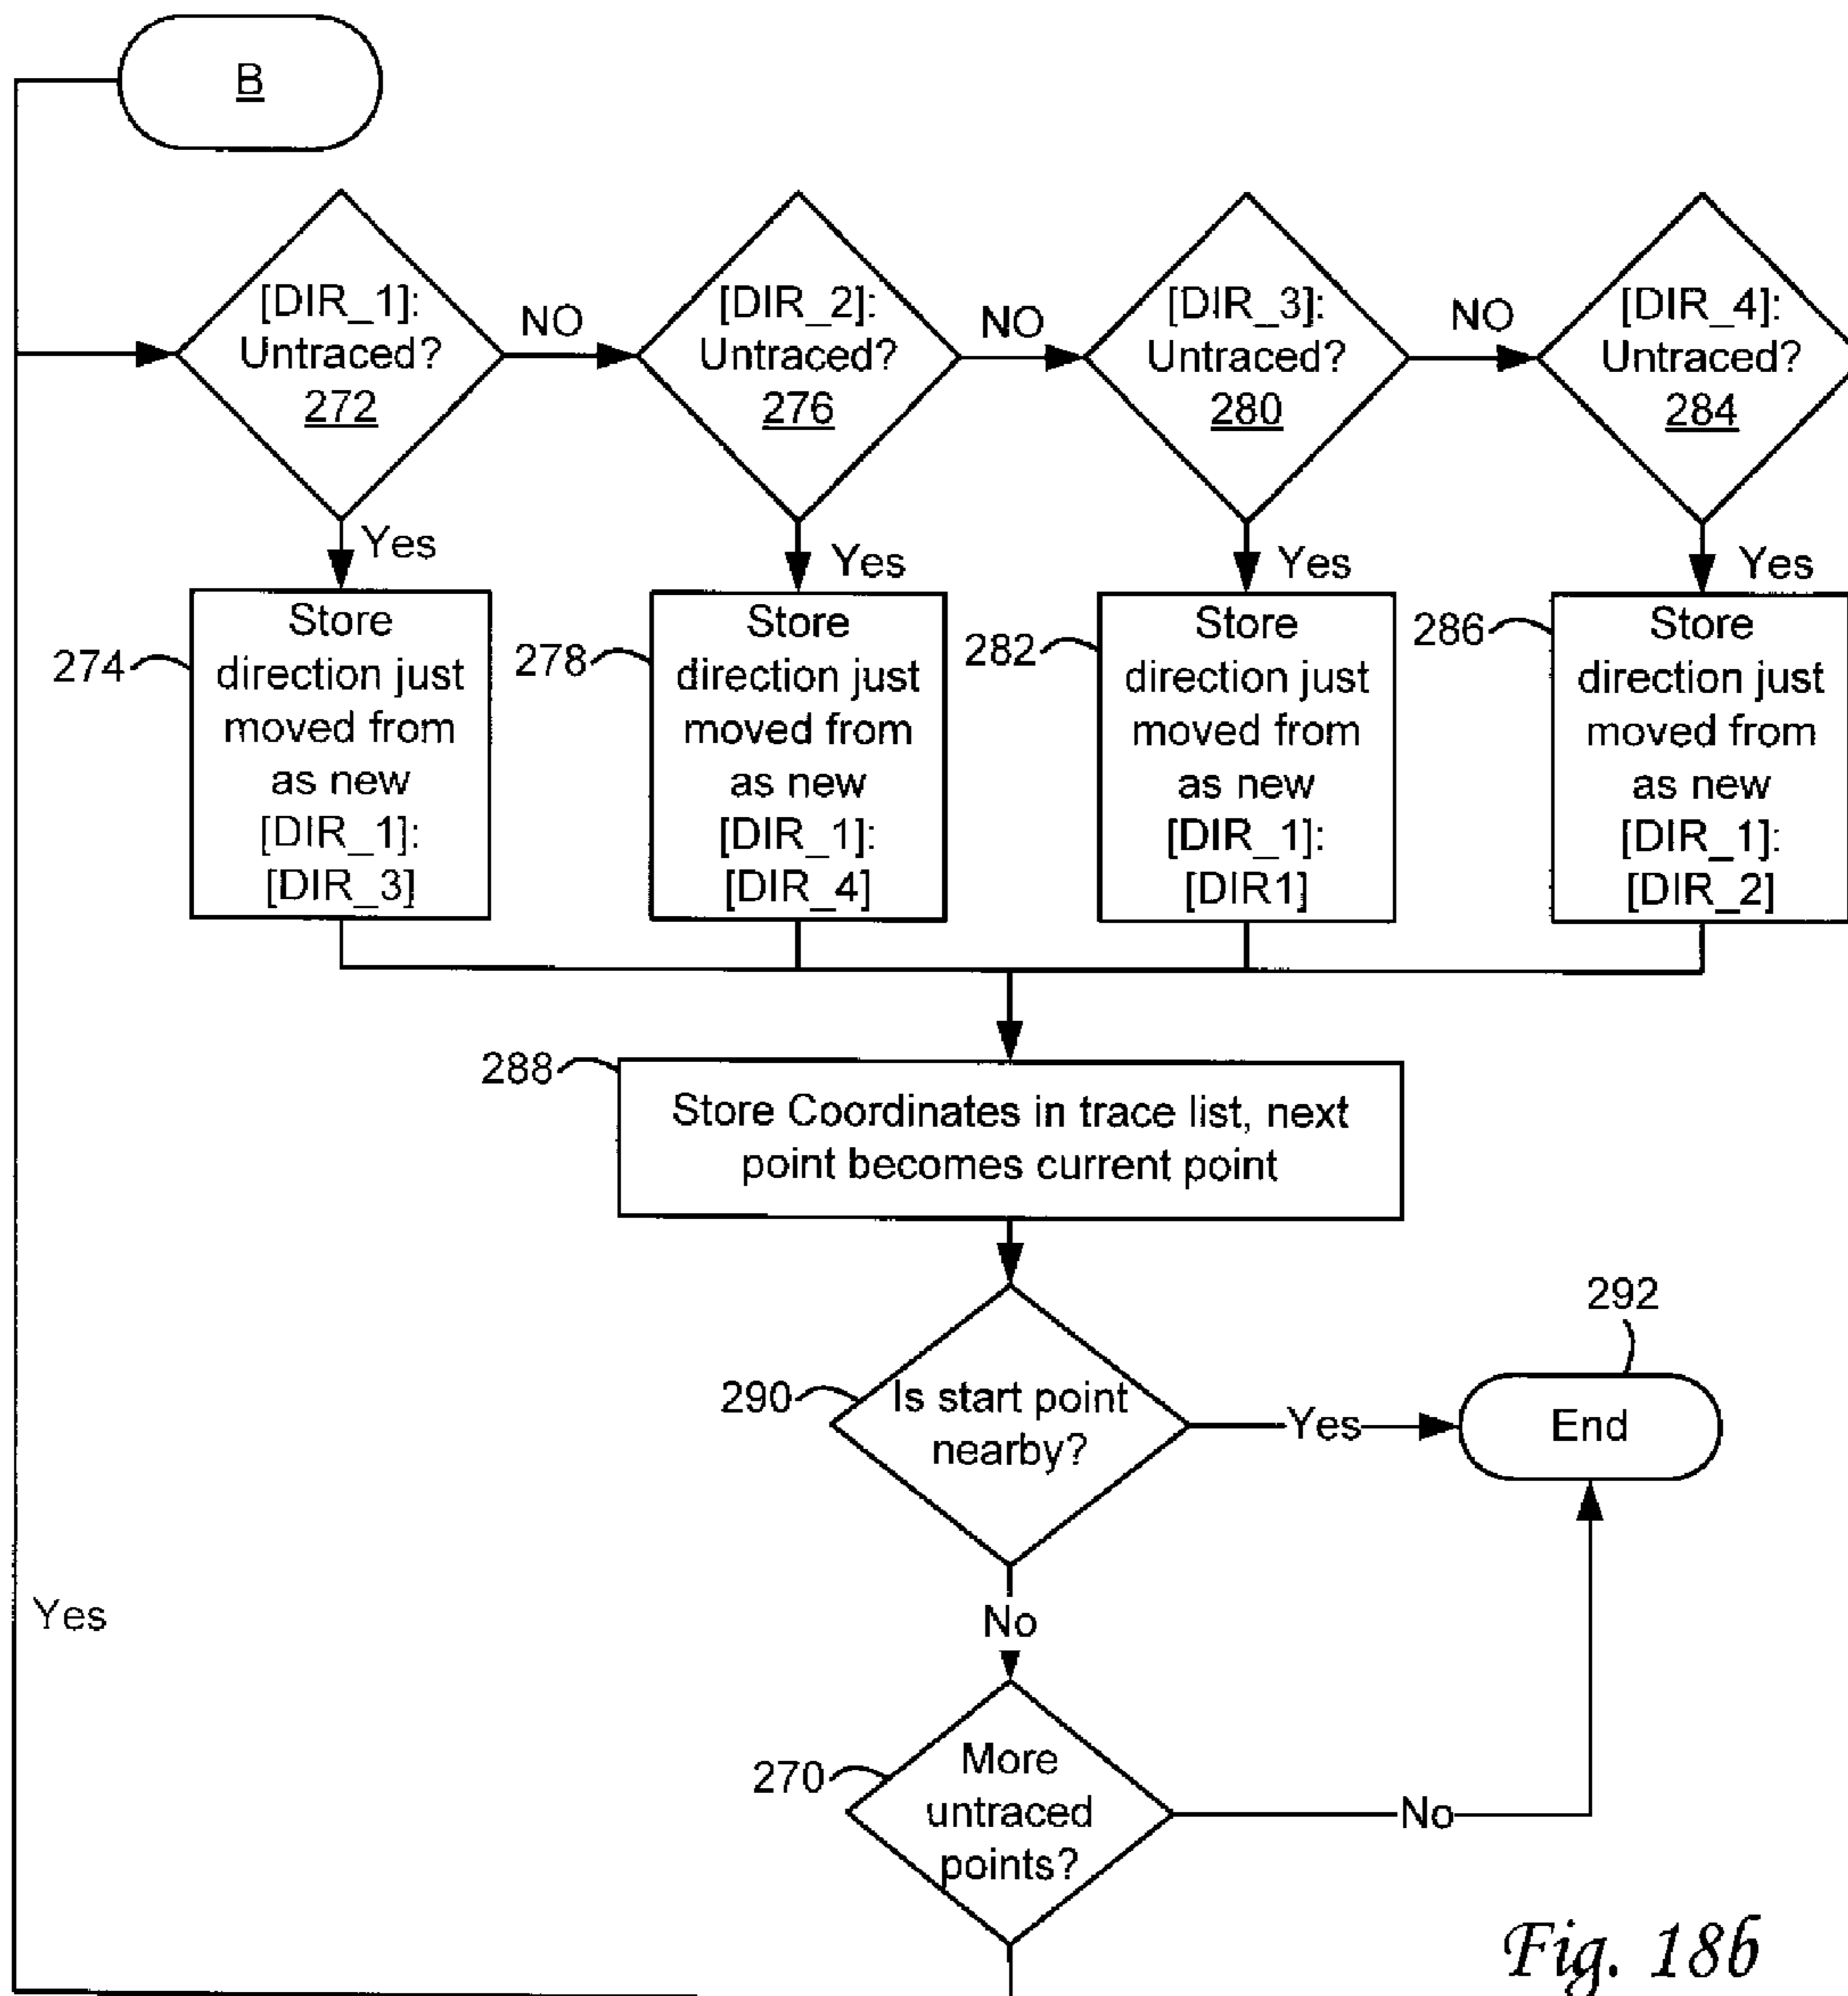 B
[DIR_1]:
Untraced?
272
NO
[DIR_2]:
Untraced?
276
NO
[DIR_3]:
Untraced?
280
NO
[DIR_4]:
Untraced?
284
Yes
Yes
Yes
Yes
274
Store
direction just
moved from
as new
[DIR_1]:
[DIR_3]
278
Store
direction just
moved from
as new
[DIR_1]:
[DIR_4]
282
Store
direction just
moved from
as new
[DIR_1]:
[DIR1]
286
Store
direction just
moved from
as new
[DIR_1]:
[DIR_2]
288
Store Coordinates in trace list, next
point becomes current point
290
Is start point
nearby?
Yes
292
End
No
Yes
270
More
untraced
points?
No
Fig. 18b